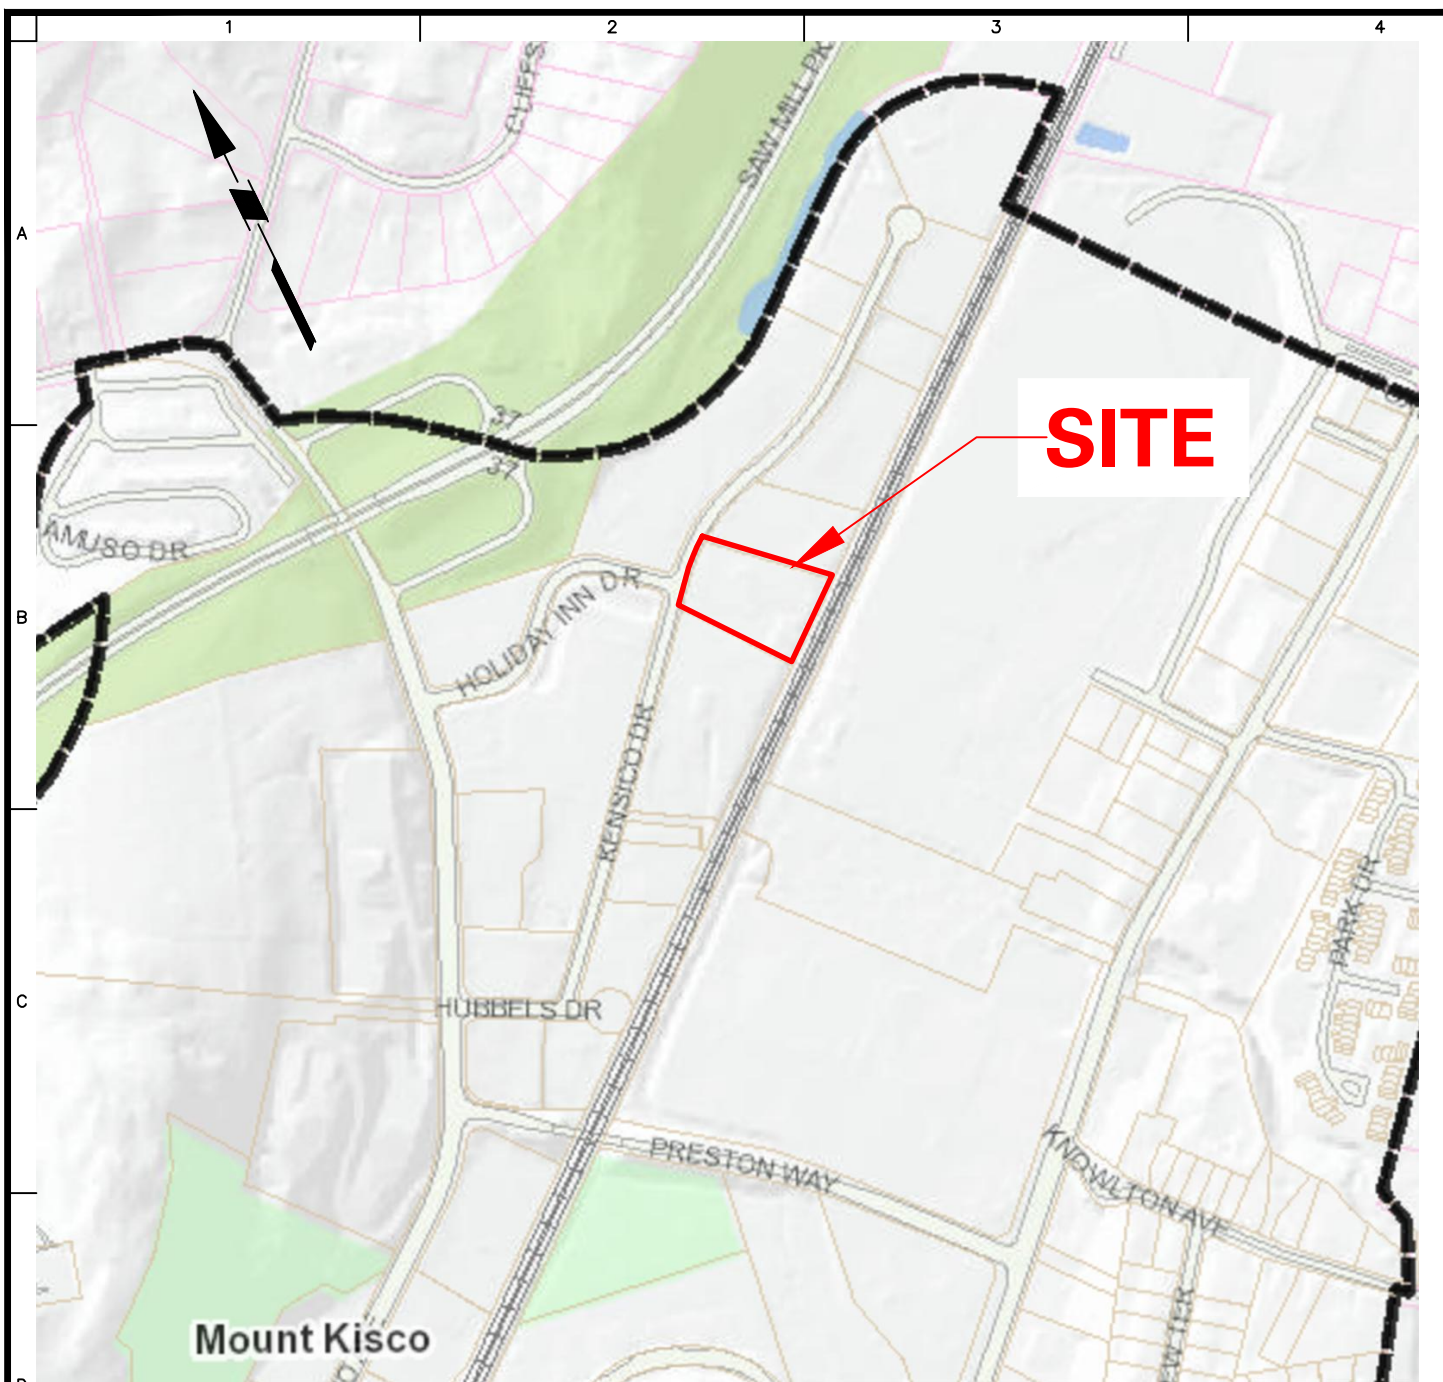 1
2
3
4
A
B
C
CLIFFS
SAW MILL PK
37
37
SITE
AMUSO DR
HOLIDAY INN DR
KENSICO DR
PARK DR
HUBBELS DR
PRESTON WAY
KNOWLTON AVE
Mount Kisco